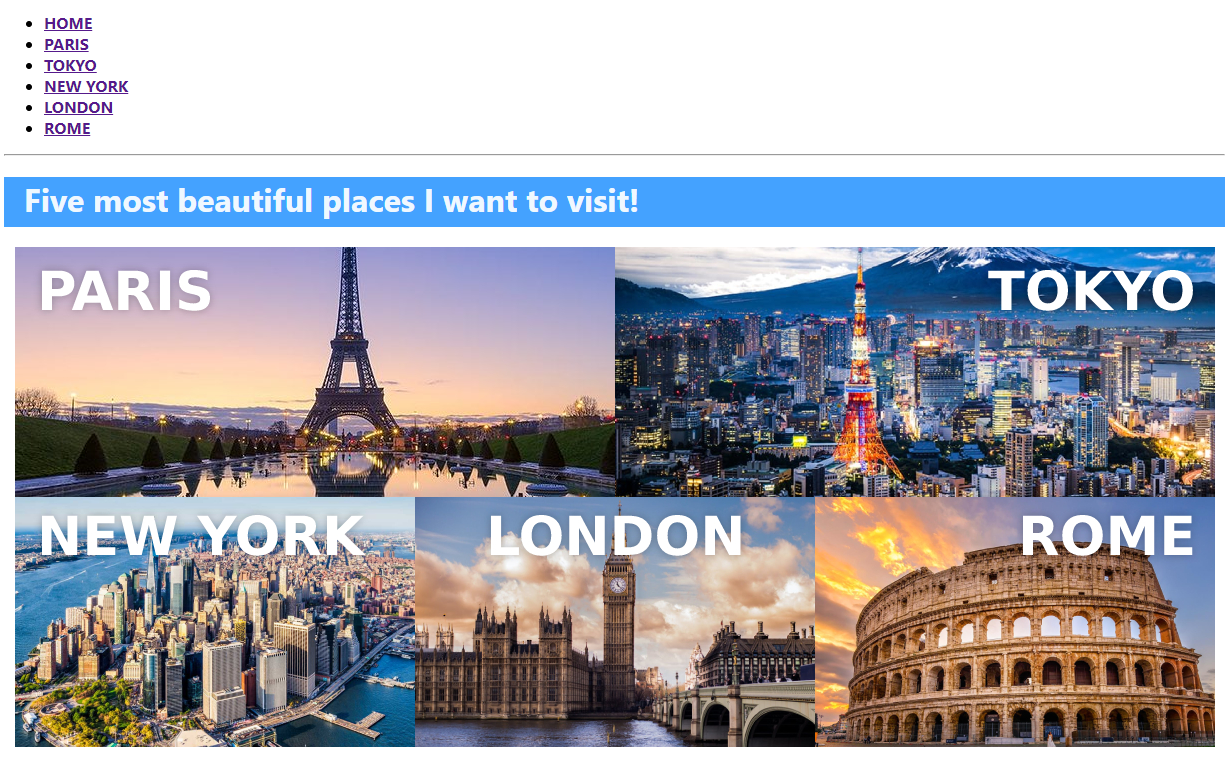 HOME
PARIS
TOKYO
NEW YORK
LONDON
ROME
Five most beautiful places I want to visit!
PARIS
TOKYO
NEW YORK
LONDON
ROME